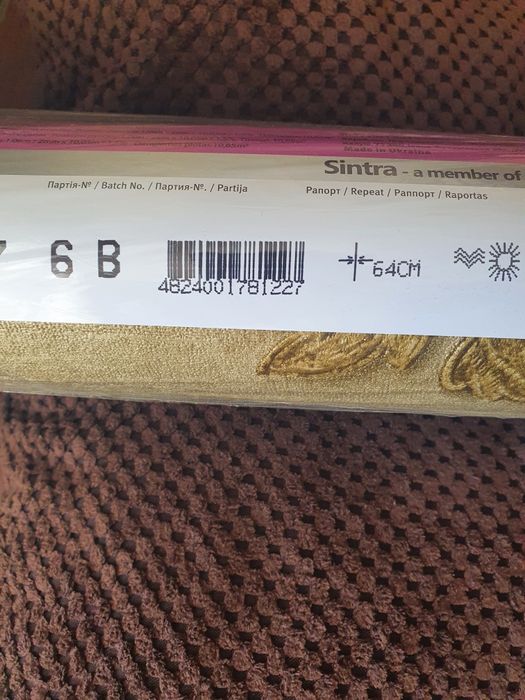 Made in Ukraine
Sintra - a member of
Партія-№ / Batch No. / Партия-№. / Partija
Рапорт / Repeat / Раппорт / Raportas
6 B
4824001781227
64CM